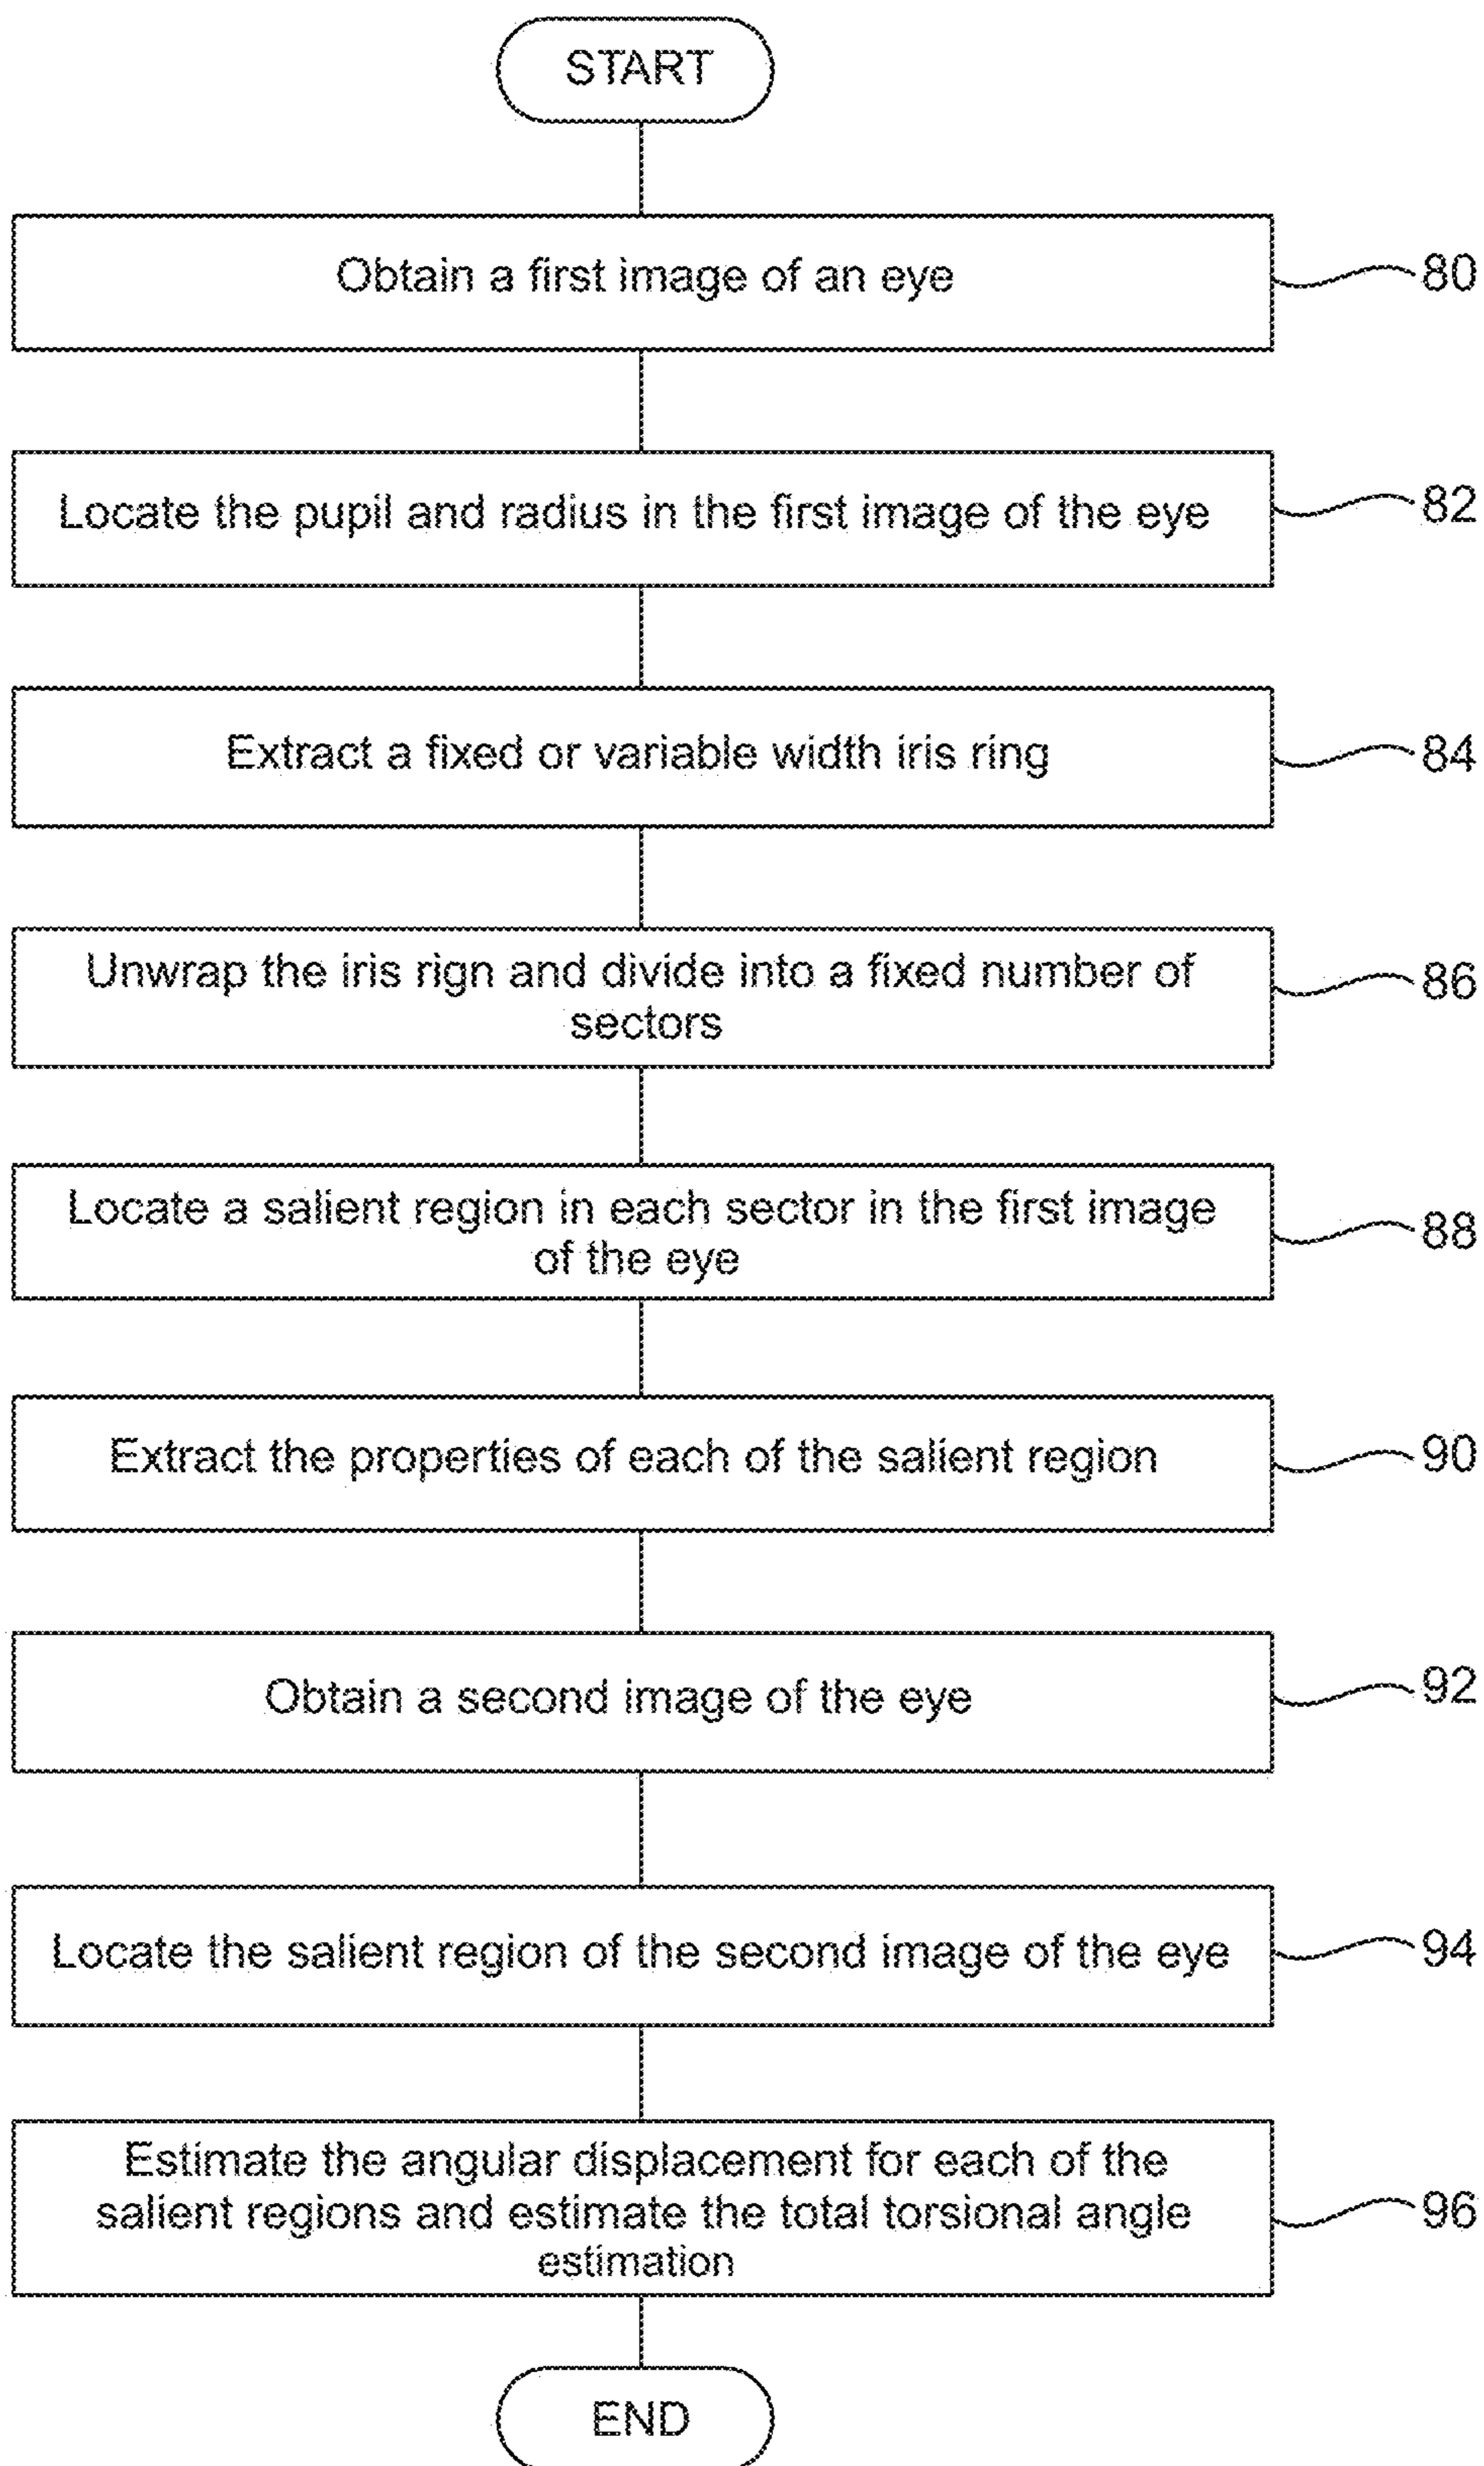 START
Obtain a first image of an eye
80
Locate the pupil and radius in the first image of the eye
82
Extract a fixed or variable width iris ring
84
Unwrap the iris rign and divide into a fixed number of
sectors
86
Locate a salient region in each sector in the first image
of the eye
88
Extract the properties of each of the salient region
90
Obtain a second image of the eye
92
Locate the salient region of the second image of the eye
94
Estimate the angular displacement for each of the
salient regions and estimate the total torsional angle
estimation
96
END